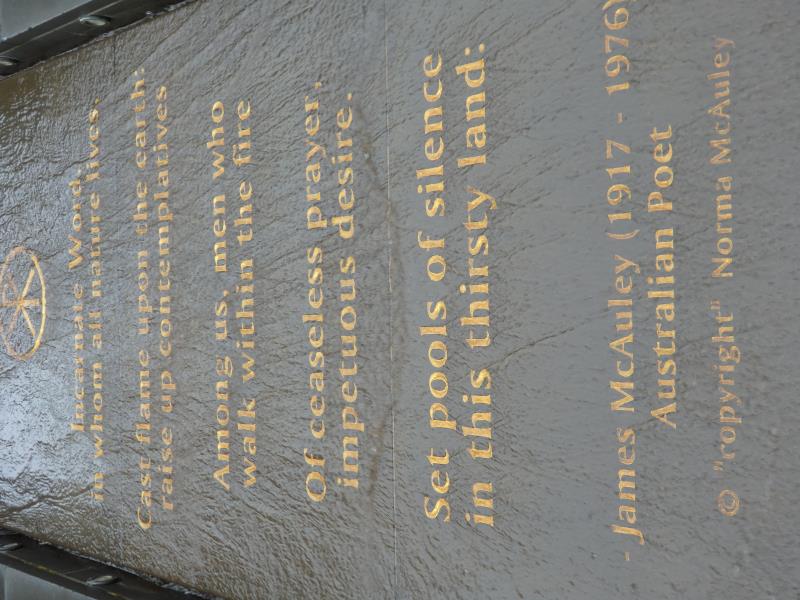 Incarnate Word,
in whom all nature lives,
Cast flame upon the earth:
raise up contemplatives
Among us, men who
walk within the fire
Of ceaseless prayer,
impetuous desire.
Set pools of silence
in this thirsty land:
- James McAuley (1917 - 1976)
Australian Poet
© "copyright" Norma McAuley